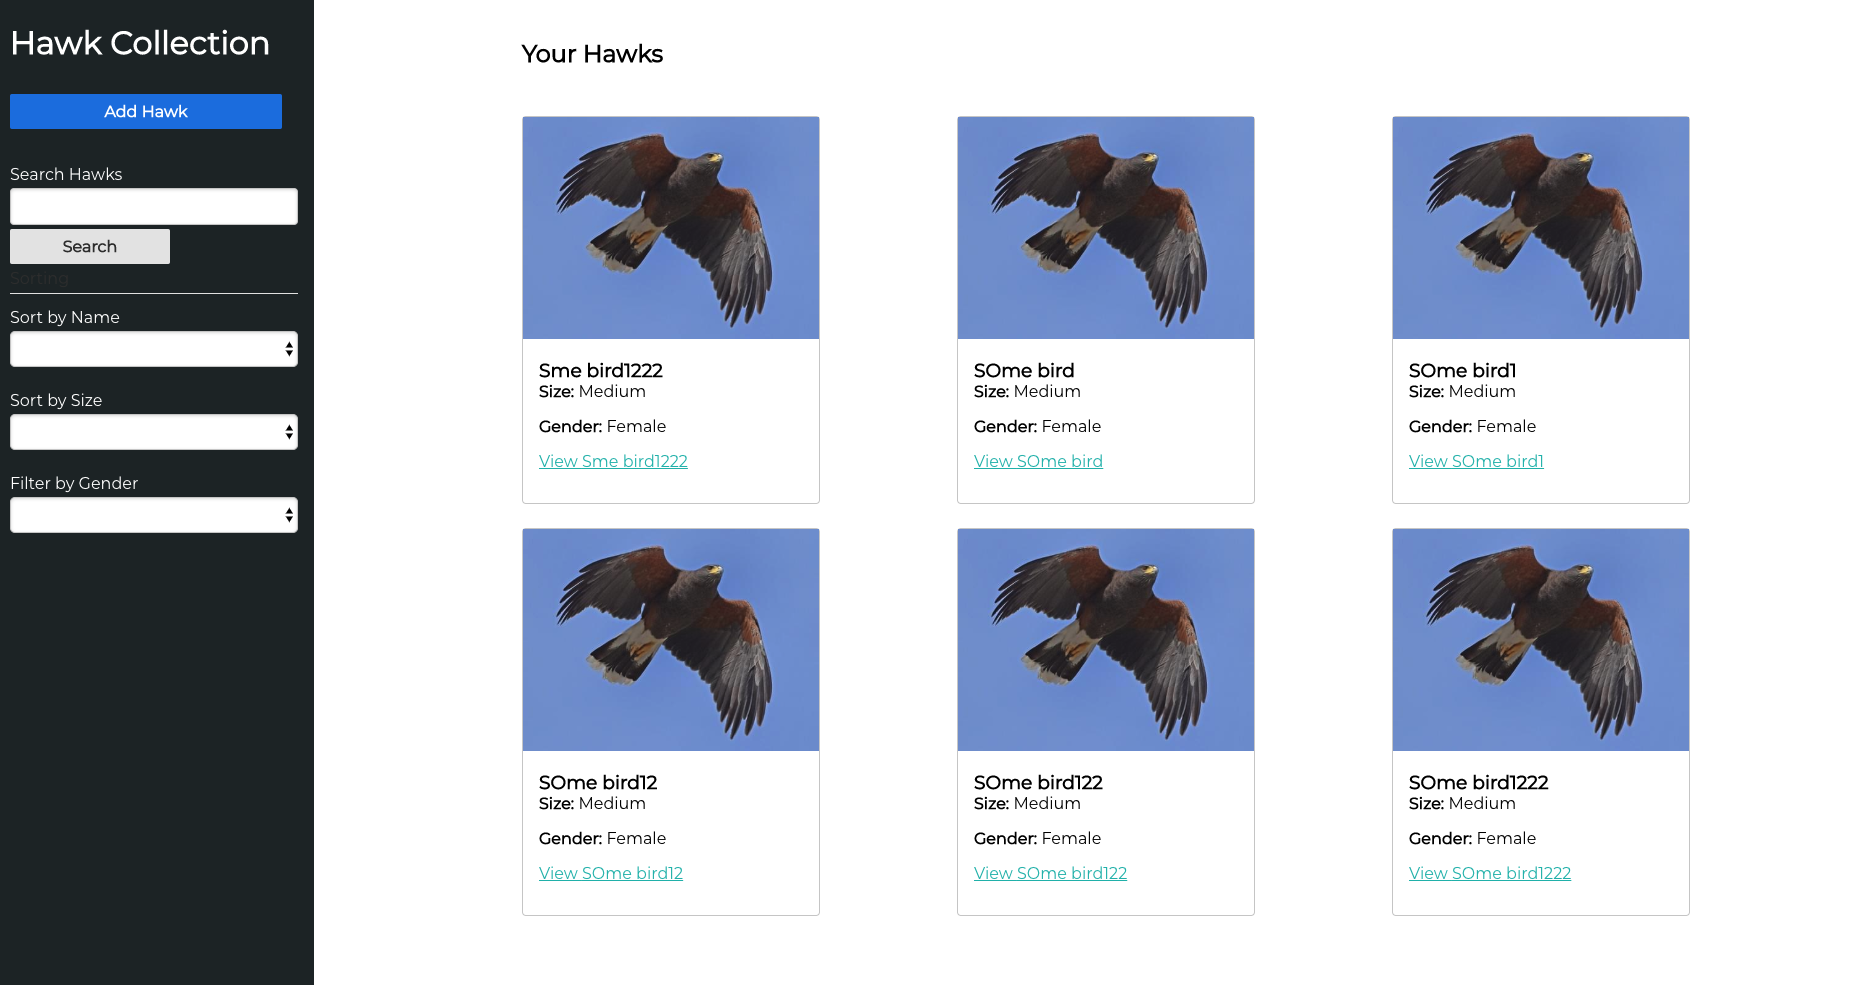 Hawk Collection
Add Hawk
Search Hawks
Search
Sorting
Sort by Name
Sort by Size
Filter by Gender
Your Hawks
Sme bird1222
Size: Medium
Gender: Female
View Sme bird1222
SOme bird
Size: Medium
Gender: Female
View SOme bird
SOme bird1
Size: Medium
Gender: Female
View SOme bird1
SOme bird12
Size: Medium
Gender: Female
View SOme bird12
SOme bird122
Size: Medium
Gender: Female
View SOme bird122
SOme bird1222
Size: Medium
Gender: Female
View SOme bird1222